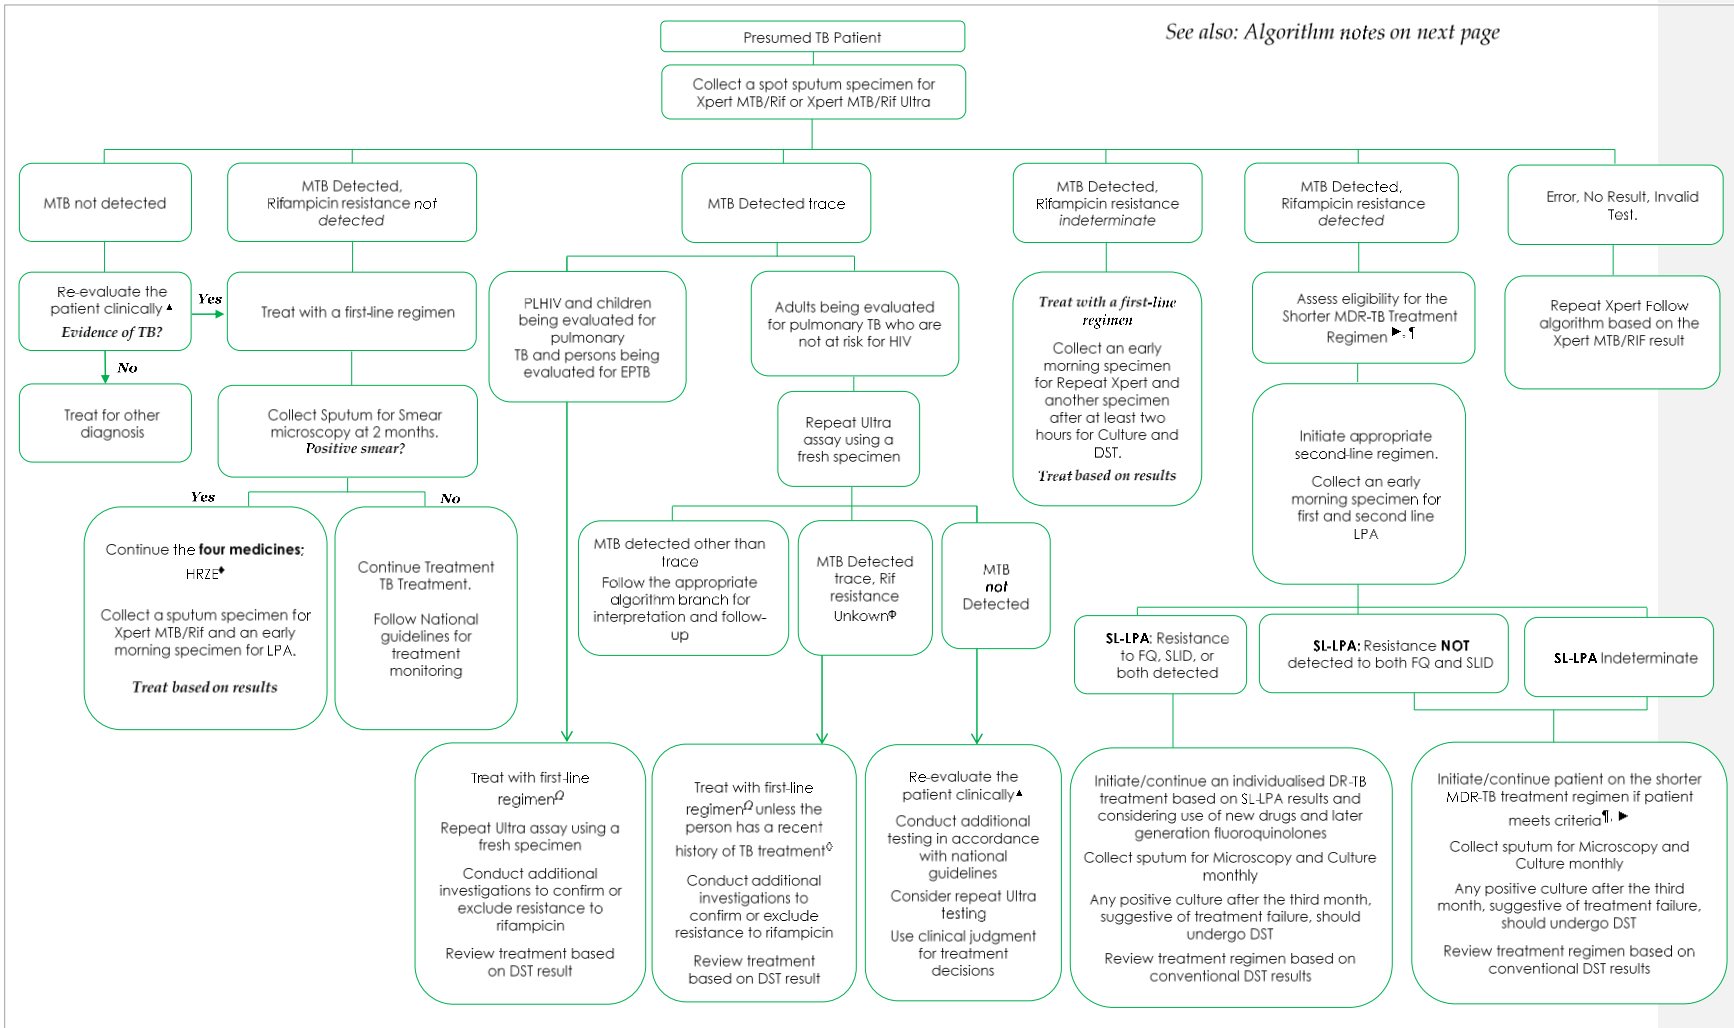 See also: Algorithm notes on next page
Presumed TB Patient
Collect a spot sputum specimen for
Xpert MTB/Rif or Xpert MTB/Rif Ultra
MTB not detected
MTB Detected,
Rifampicin resistance not
detected
MTB Detected trace
MTB Detected,
Rifampicin resistance
indeterminate
MTB Detected,
Rifampicin resistance
detected
Error, No Result, Invalid
Test.
Re-evaluate the
patient clinically▲
Evidence of TB?
Yes
No
Treat for other
diagnosis
Treat with a first-line regimen
Collect Sputum for Smear
microscopy at 2 months.
Positive smear?
Yes
No
Continue the four medicines;
HRZE♦
Collect a sputum specimen for
Xpert MTB/Rif and an early
morning specimen for LPA.
Treat based on results
Continue Treatment
TB Treatment.
Follow National
guidelines for
treatment
monitoring
PLHIV and children
being evaluated for
pulmonary
TB and persons being
evaluated for EPTB
Adults being evaluated
for pulmonary TB who are
not at risk for HIV
Repeat Ultra
assay using a
fresh specimen
MTB detected other than
trace
Follow the appropriate
algorithm branch for
interpretation and follow-
up
MTB Detected
trace, Rif
resistance
UnkownΦ
MTB
not
Detected
Treat with first-line
regimenΩ
Repeat Ultra assay using a
fresh specimen
Conduct additional
investigations to confirm or
exclude resistance to
rifampicin
Review treatment based
on DST result
Treat with first-line
regimenΩ unless the
person has a recent
history of TB treatment◊
Conduct additional
investigations to
confirm or exclude
resistance to rifampicin
Review treatment
based on DST result
Re-evaluate the
patient clinically▲
Conduct additional
testing in accordance
with national
guidelines
Consider repeat Ultra
testing
Use clinical judgment
for treatment
decisions
Treat with a first-line
regimen
Collect an early
morning specimen
for Repeat Xpert and
another specimen
after at least two
hours for Culture and
DST.
Treat based on results
Assess eligibility for the
Shorter MDR-TB Treatment
Regimen ►, ¶
Initiate appropriate
second-line regimen.
Collect an early
morning specimen for
first and second line
LPA
SL-LPA: Resistance
to FQ, SLID, or
both detected
SL-LPA: Resistance NOT
detected to both FQ and SLID
SL-LPA Indeterminate
Initiate/continue an individualised DR-TB
treatment based on SL-LPA results and
considering use of new drugs and later
generation fluoroquinolones
Collect sputum for Microscopy and Culture
monthly
Any positive culture after the third month,
suggestive of treatment failure, should
undergo DST
Review treatment regimen based on
conventional DST results
Initiate/continue patient on the shorter
MDR-TB treatment regimen if patient
meets criteria¶, ►
Collect sputum for Microscopy and
Culture monthly
Any positive culture after the third
month, suggestive of treatment failure,
should undergo DST
Review treatment regimen based on
conventional DST results
Repeat Xpert Follow
algorithm based on the
Xpert MTB/RIF result